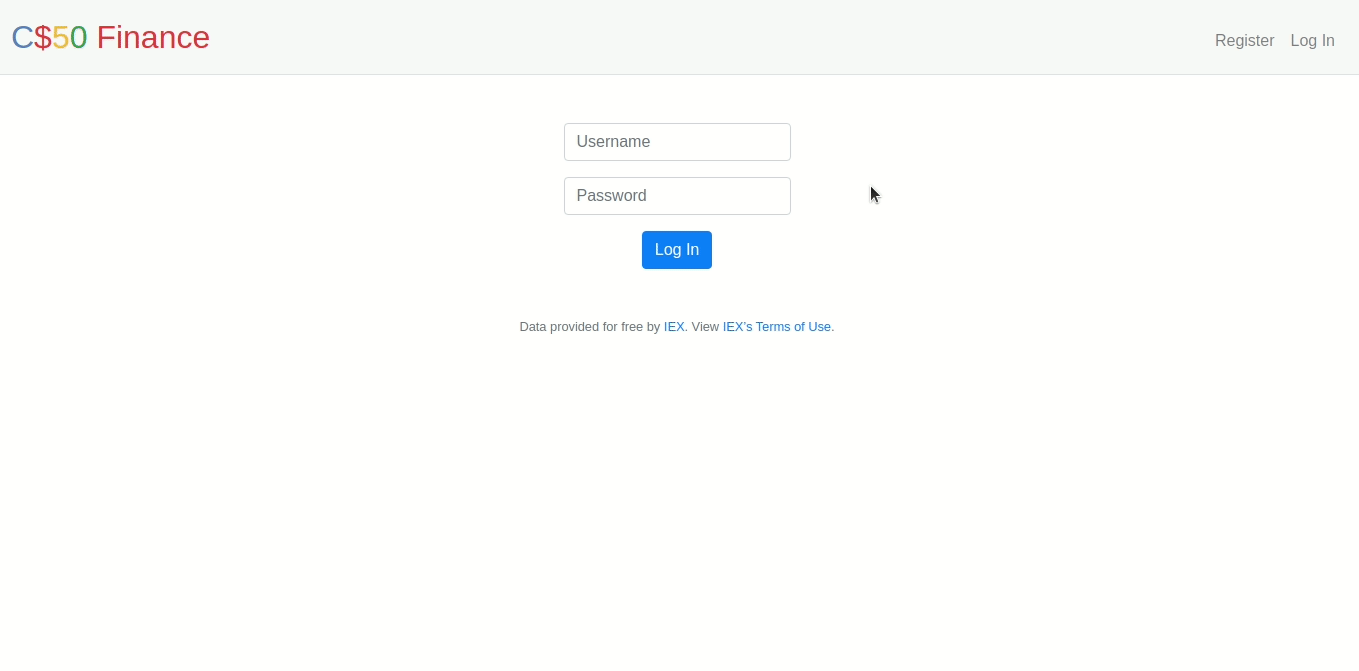 C$50 Finance
Register Log In
Username
Password
Log In
Data provided for free by IEX. View IEX’s Terms of Use.